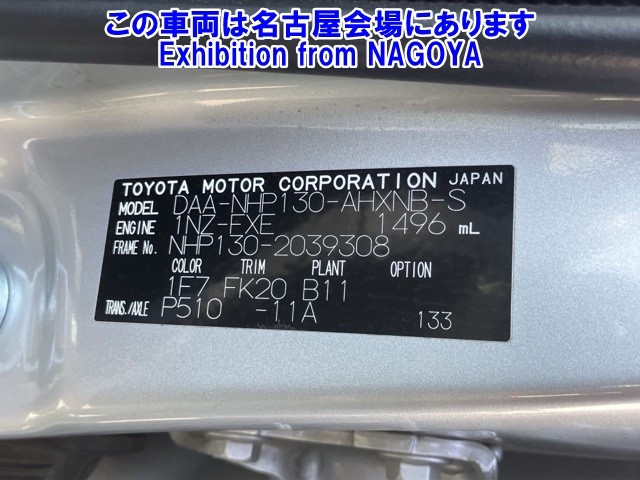 この車両は名古屋会場にあります
Exhibition from NAGOYA
TOYOTA MOTOR CORPORATION JAPAN
MODEL DAA-NHP130-AHXNB-S
ENGINE 1NZ-EXE 1496 mL
FRAME No. NHP130-2039308
COLOR TRIM PLANT OPTION
1F7 FK20 B11
TRANS./AXLE P510 -11A 133